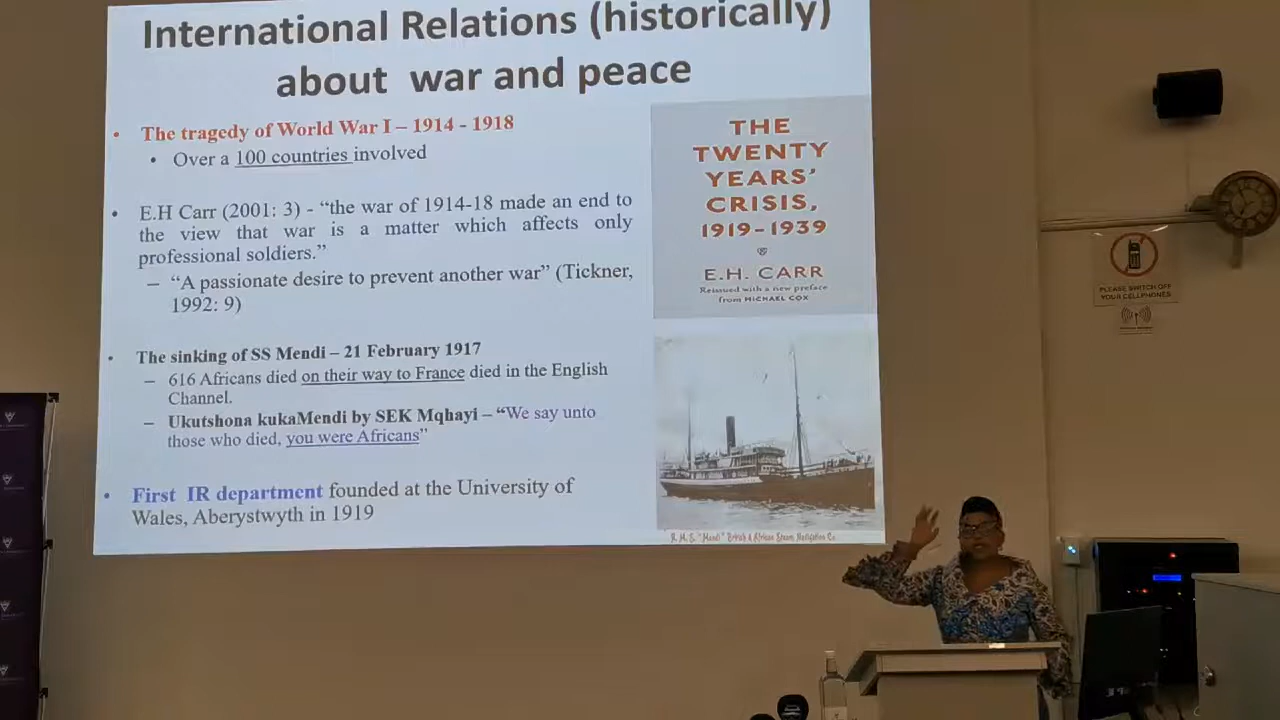 International Relations (historically)
about war and peace
• The tragedy of World War I – 1914 - 1918
• Over a 100 countries involved
• E.H Carr (2001: 3) - “the war of 1914-18 made an end to
the view that war is a matter which affects only
professional soldiers.”
– “A passionate desire to prevent another war” (Tickner,
1992: 9)
• The sinking of SS Mendi – 21 February 1917
– 616 Africans died on their way to France died in the English
Channel.
– Ukutshona kukaMendi by SEK Mqhayi – “We say unto
those who died, you were Africans”
• First IR department founded at the University of
Wales, Aberystwyth in 1919
THE
TWENTY
YEARS’
CRISIS,
1919–1939
E.H. CARR
Reissued with a new preface
from MICHAEL COX
R.M.S. "Mendi" British & African Steam Navigation Co
PLEASE SWITCH OFF
YOUR CELLPHONES